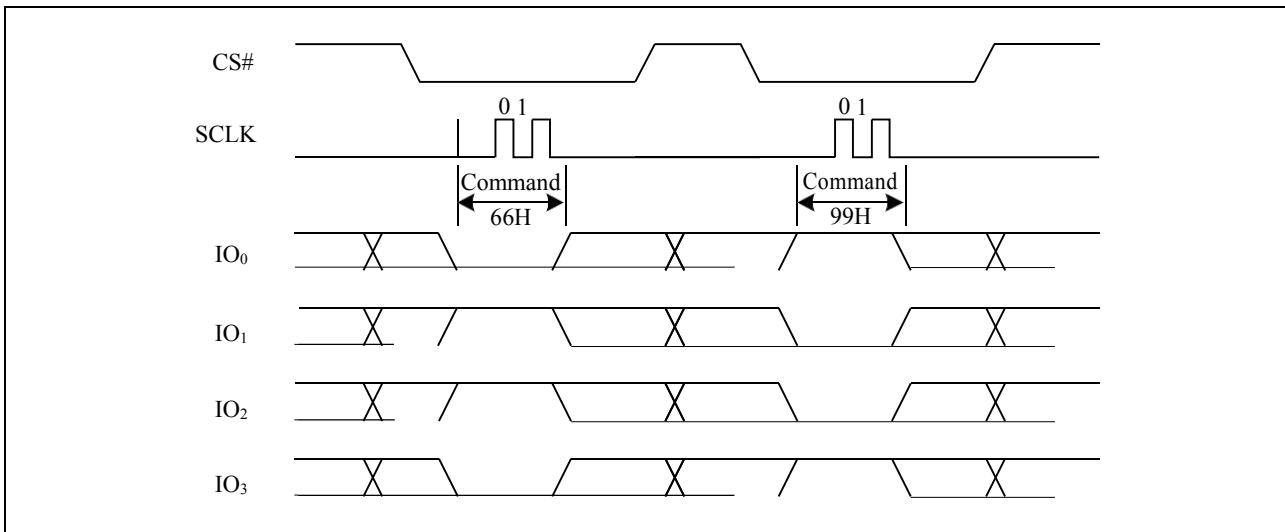 CS#
0 1
SCLK
Command
66H
Command
99H
0 1
IO0
IO1
IO2
IO3